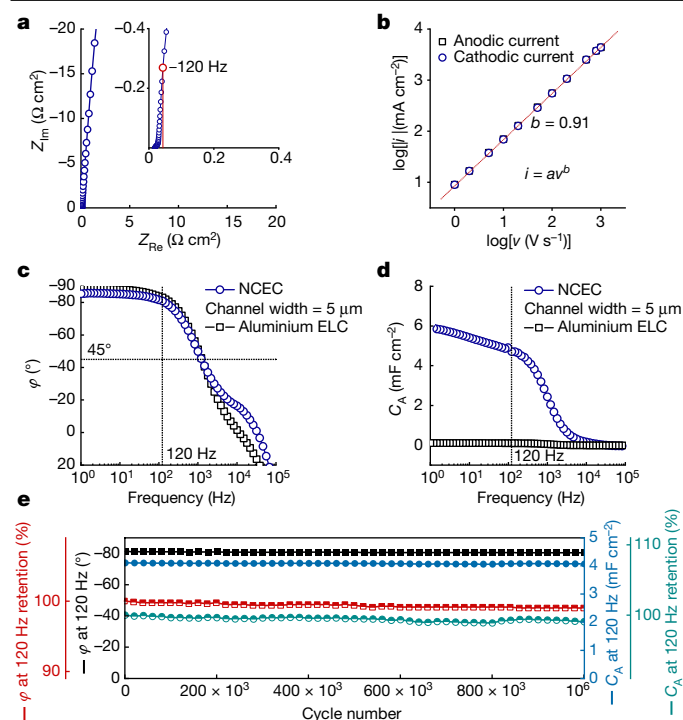 a
−20
−15
−10
−5
0
Z_Im (Ω cm²)
0 5 10 15 20
Z_Re (Ω cm²)
−0.4
−0.2
−120 Hz
0 0.2 0.4
b
4
3
2
1
log[|i |(mA cm⁻²)]
Anodic current
Cathodic current
b = 0.91
i = av^b
0 1 2 3
log[v (V s⁻¹)]
c
−90
−80
−60
−40
−20
0
20
φ (°)
NCEC
Channel width = 5 μm
Aluminium ELC
45°
120 Hz
10⁰ 10¹ 10² 10³ 10⁴ 10⁵
Frequency (Hz)
d
8
6
4
2
0
C_A (mF cm⁻²)
NCEC
Channel width = 5 μm
Aluminium ELC
120 Hz
10⁰ 10¹ 10² 10³ 10⁴ 10⁵
Frequency (Hz)
e
φ at 120 Hz retention (%)
100
90
φ at 120 Hz (°)
−80
−60
−40
−20
0
0 200 × 10³ 400 × 10³ 600 × 10³ 800 × 10³ 10⁶
Cycle number
5
4
3
2
1
0
C_A at 120 Hz (mF cm⁻²)
110
100
C_A at 120 Hz retention (%)